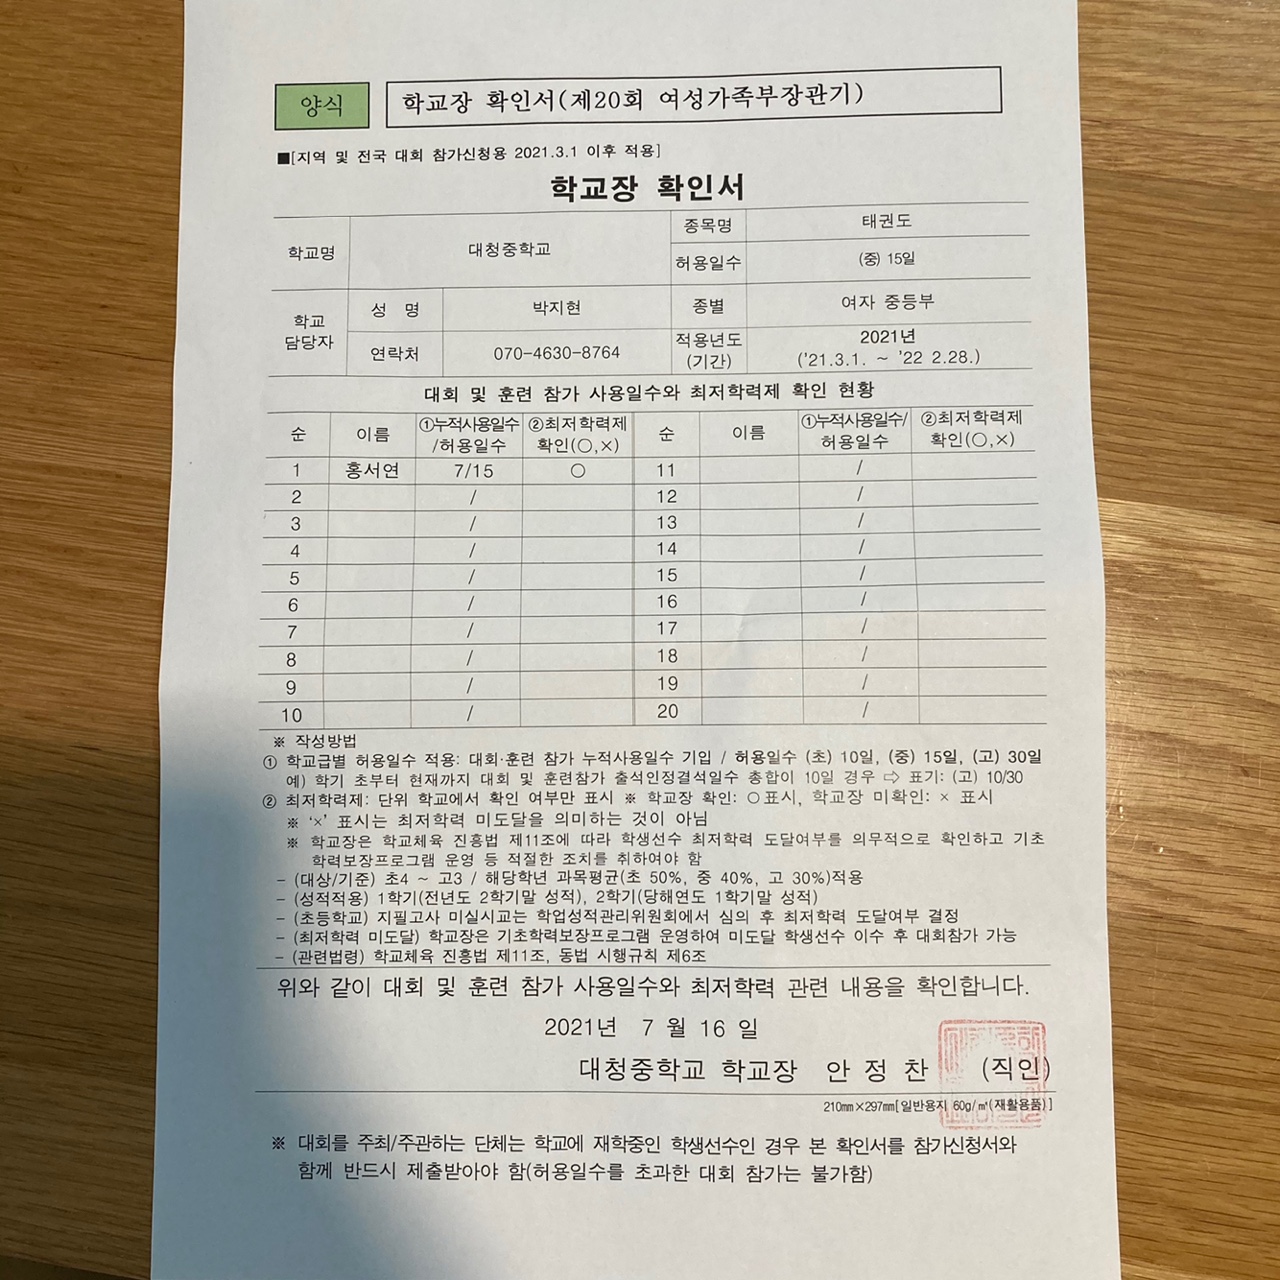 양식
학교장 확인서(제20회 여성가족부장관기)
■[지역 및 전국 대회 참가신청용 2021.3.1 이후 적용]
학교장 확인서
학교명 대청중학교 종목명 태권도
허용일수 (중) 15일
학교 담당자 성 명 박지현 종별 여자 중등부
연락처 070-4630-8764 적용년도 (기간) 2021년 ('21.3.1. ~ '22 2.28.)
대회 및 훈련 참가 사용일수와 최저학력제 확인 현황
순 이름 ①누적사용일수/허용일수 ②최저학력제 확인(○,×) 순 이름 ①누적사용일수/허용일수 ②최저학력제 확인(○,×)
1 홍서연 7/15 ○ 11 /
2 / 12 /
3 / 13 /
4 / 14 /
5 / 15 /
6 / 16 /
7 / 17 /
8 / 18 /
9 / 19 /
10 / 20 /
※ 작성방법
① 학교급별 허용일수 적용: 대회·훈련 참가 누적사용일수 기입 / 허용일수 (초) 10일, (중) 15일, (고) 30일
예) 학기 초부터 현재까지 대회 및 훈련참가 출석인정결석일수 총합이 10일 경우 ⇨ 표기: (고) 10/30
② 최저학력제: 단위 학교에서 확인 여부만 표시 ※ 학교장 확인: ○표시, 학교장 미확인: × 표시
※ '×' 표시는 최저학력 미도달을 의미하는 것이 아님
※ 학교장은 학교체육 진흥법 제11조에 따라 학생선수 최저학력 도달여부를 의무적으로 확인하고 기초
학력보장프로그램 운영 등 적절한 조치를 취하여야 함
- (대상/기준) 초4 ~ 고3 / 해당학년 과목평균(초 50%, 중 40%, 고 30%)적용
- (성적적용) 1학기(전년도 2학기말 성적), 2학기(당해연도 1학기말 성적)
- (초등학교) 지필고사 미실시교는 학업성적관리위원회에서 심의 후 최저학력 도달여부 결정
- (최저학력 미도달) 학교장은 기초학력보장프로그램 운영하여 미도달 학생선수 이수 후 대회참가 가능
- (관련법령) 학교체육 진흥법 제11조, 동법 시행규칙 제6조
위와 같이 대회 및 훈련 참가 사용일수와 최저학력 관련 내용을 확인합니다.
2021년 7 월 16 일
대청중학교 학교장 안 정 찬 (직인)
210mm×297mm[일반용지 60g/㎡(재활용품)]
※ 대회를 주최/주관하는 단체는 학교에 재학중인 학생선수인 경우 본 확인서를 참가신청서와
함께 반드시 제출받아야 함(허용일수를 초과한 대회 참가는 불가함)